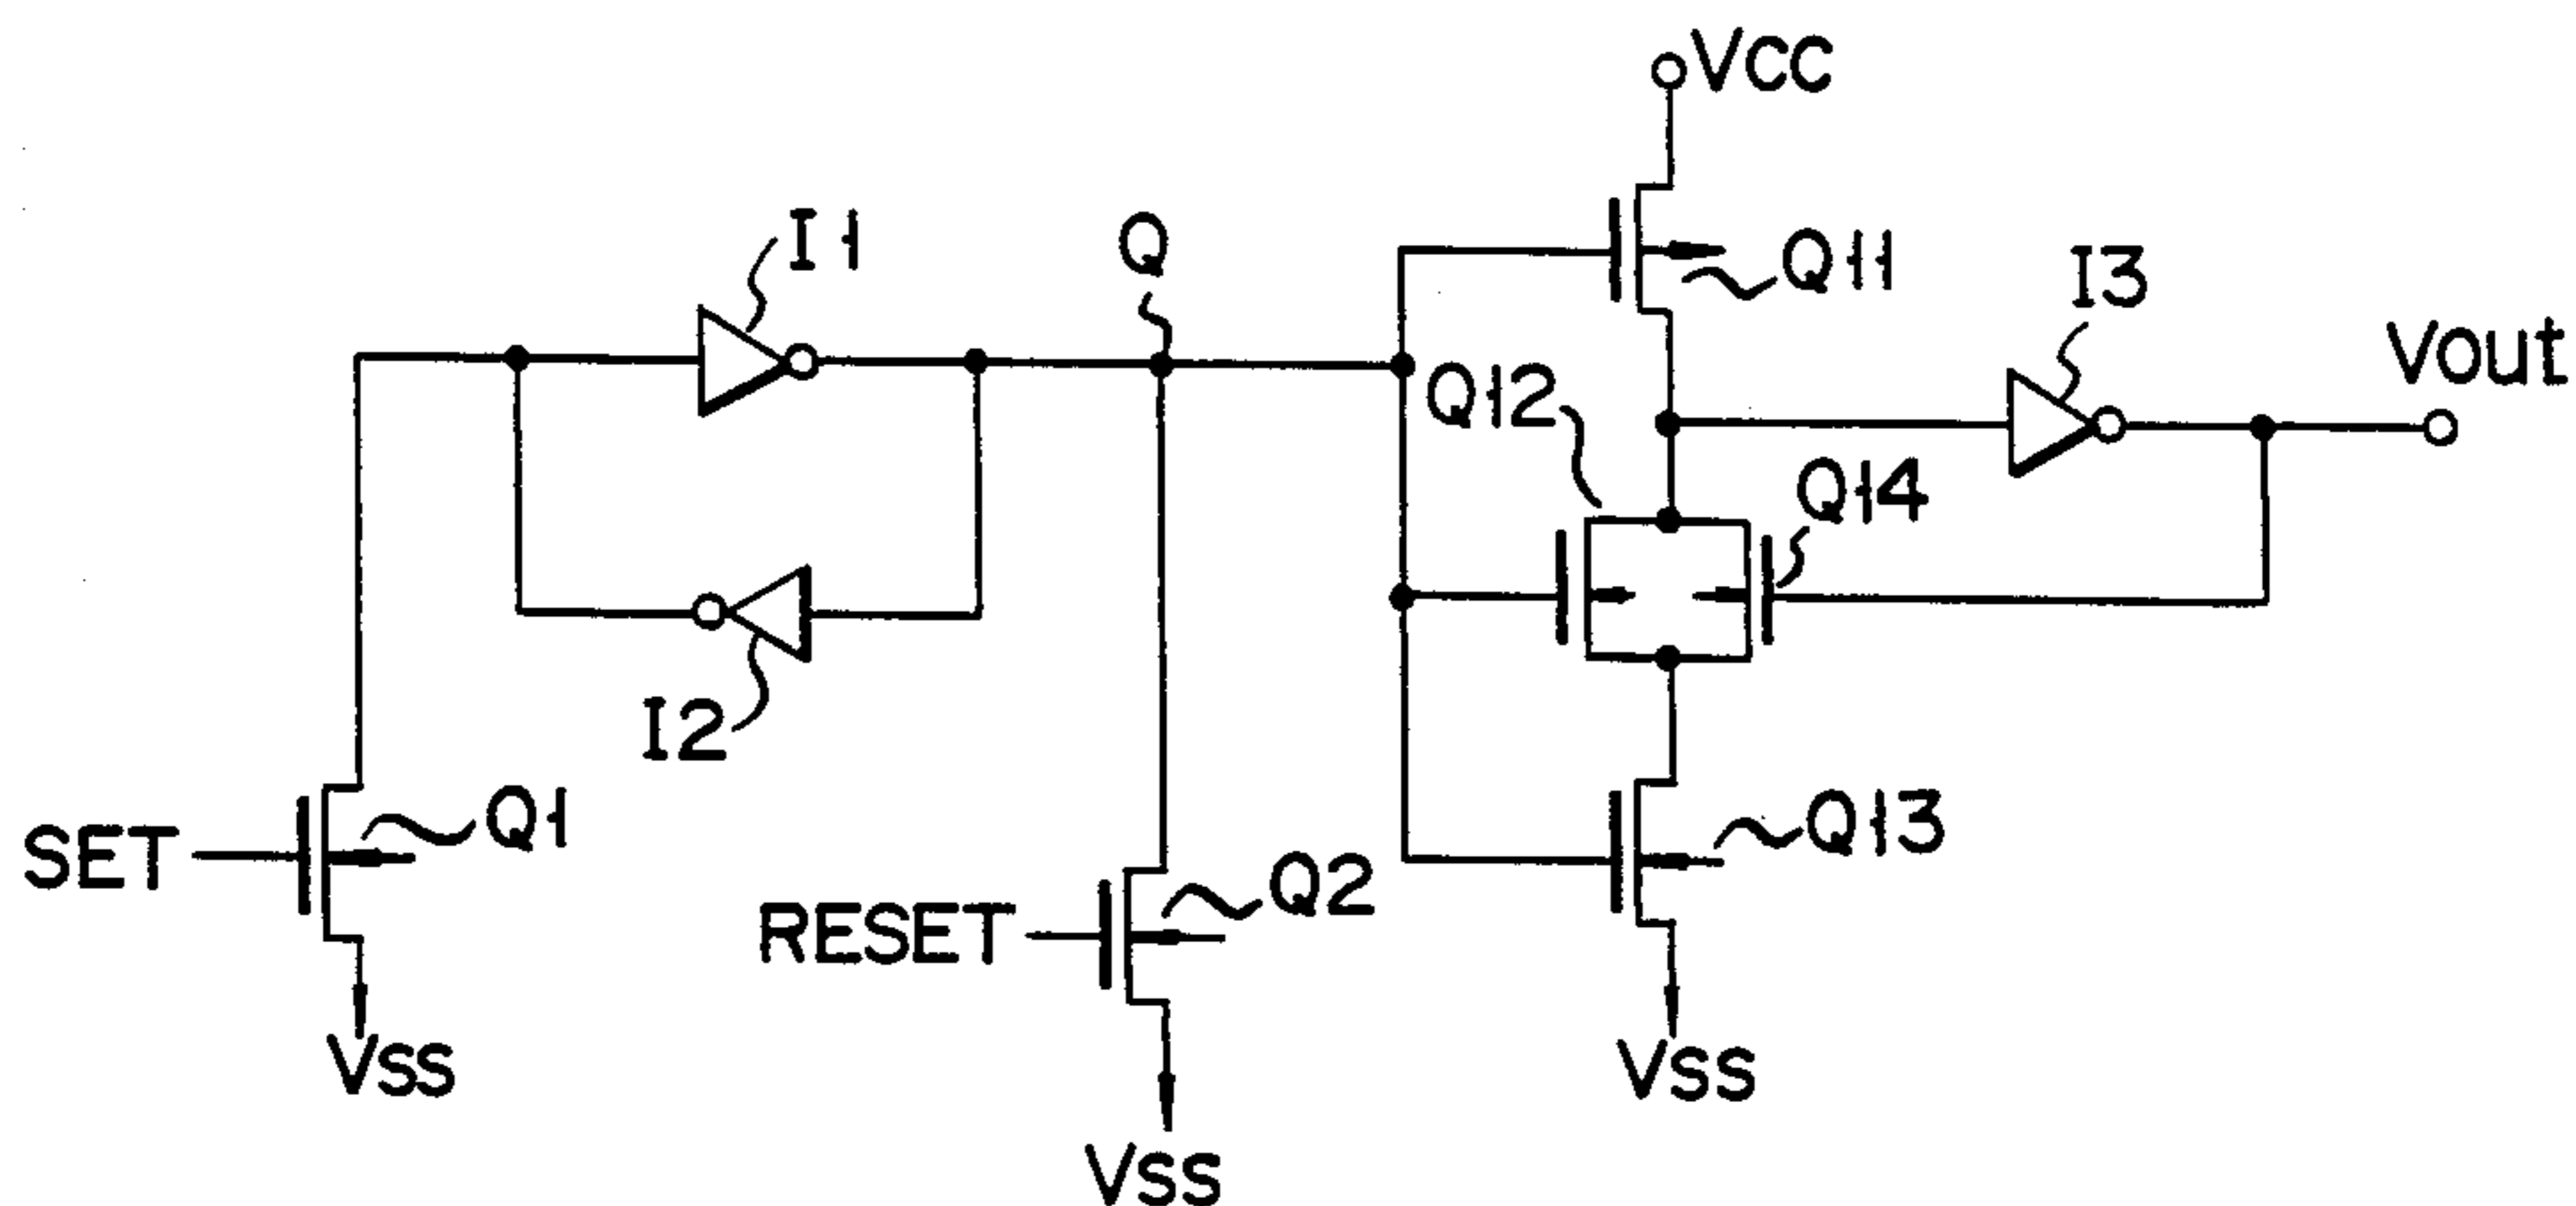 VCC
I1
Q
Q11
I3
Vout
Q12
Q14
I2
SET
Q1
RESET
Q2
Q13
VSS
VSS
VSS